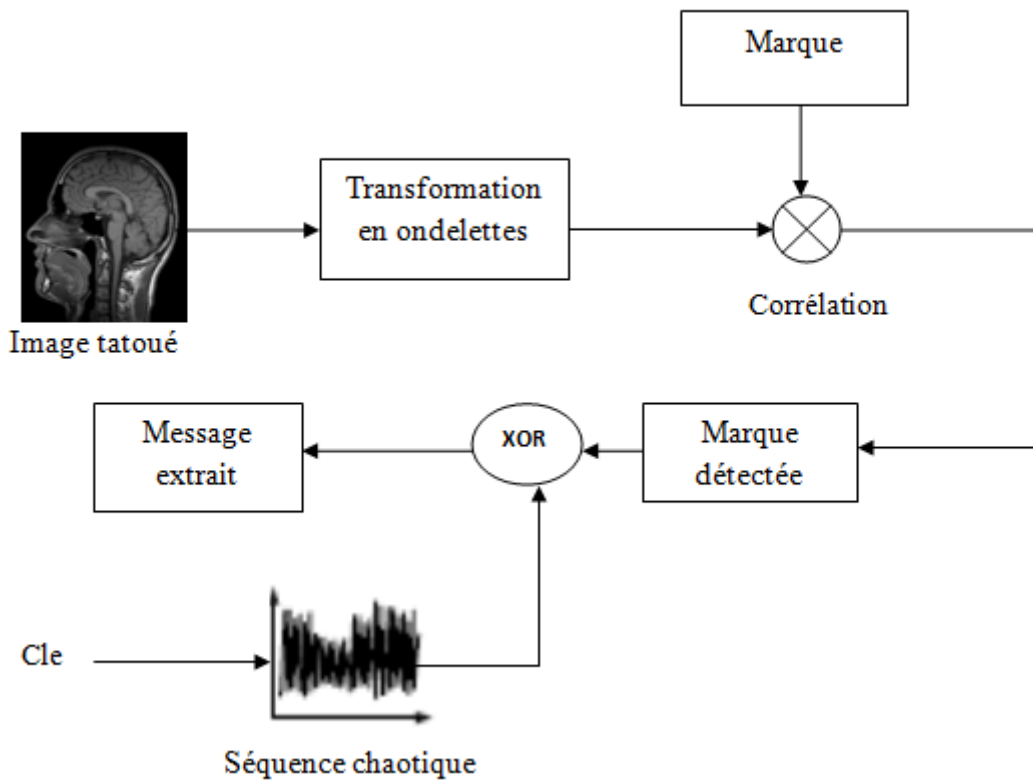 Marque
Transformation
en ondelettes
Corrélation
Image tatoué
Message
extrait
XOR
Marque
détectée
Cle
Séquence chaotique